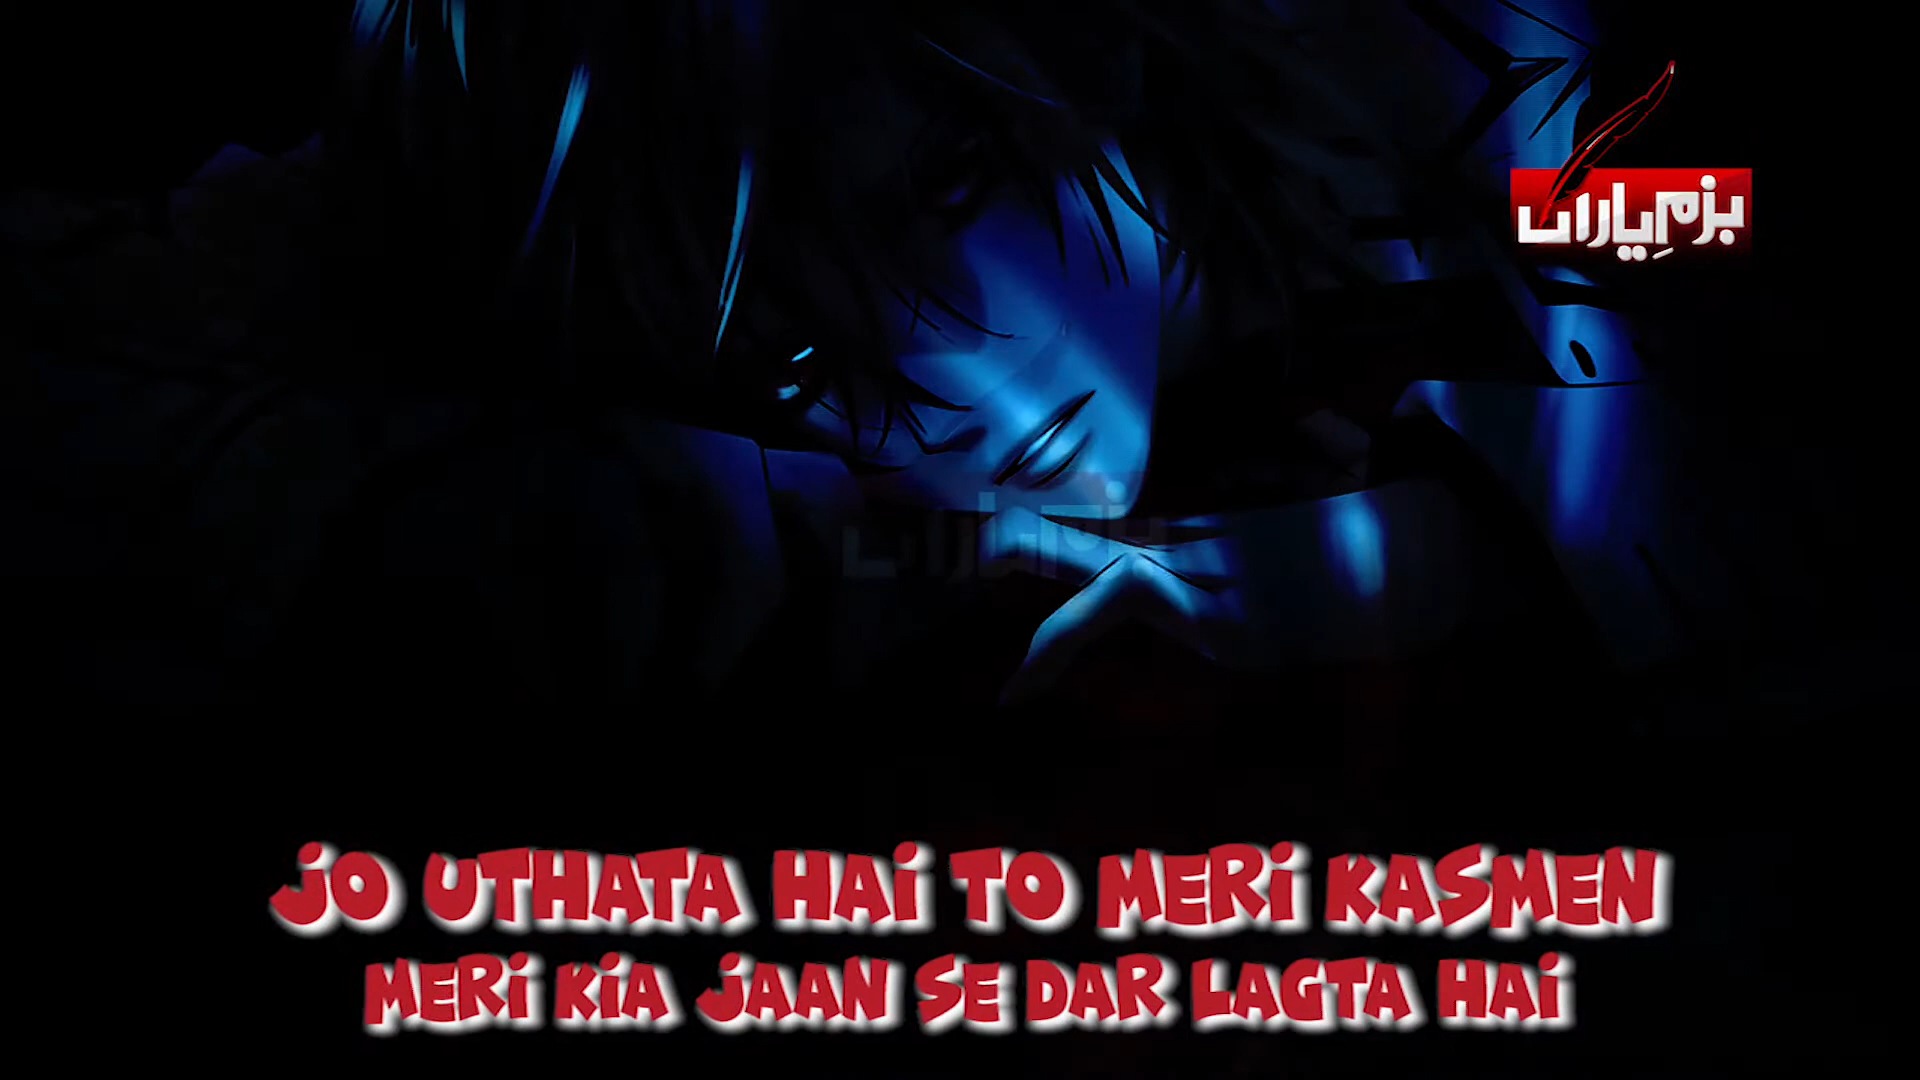 بزمِ یاراں
JO UTHATA HAI TO MERI KASMEN
MERI KIA JAAN SE DAR LAGTA HAI